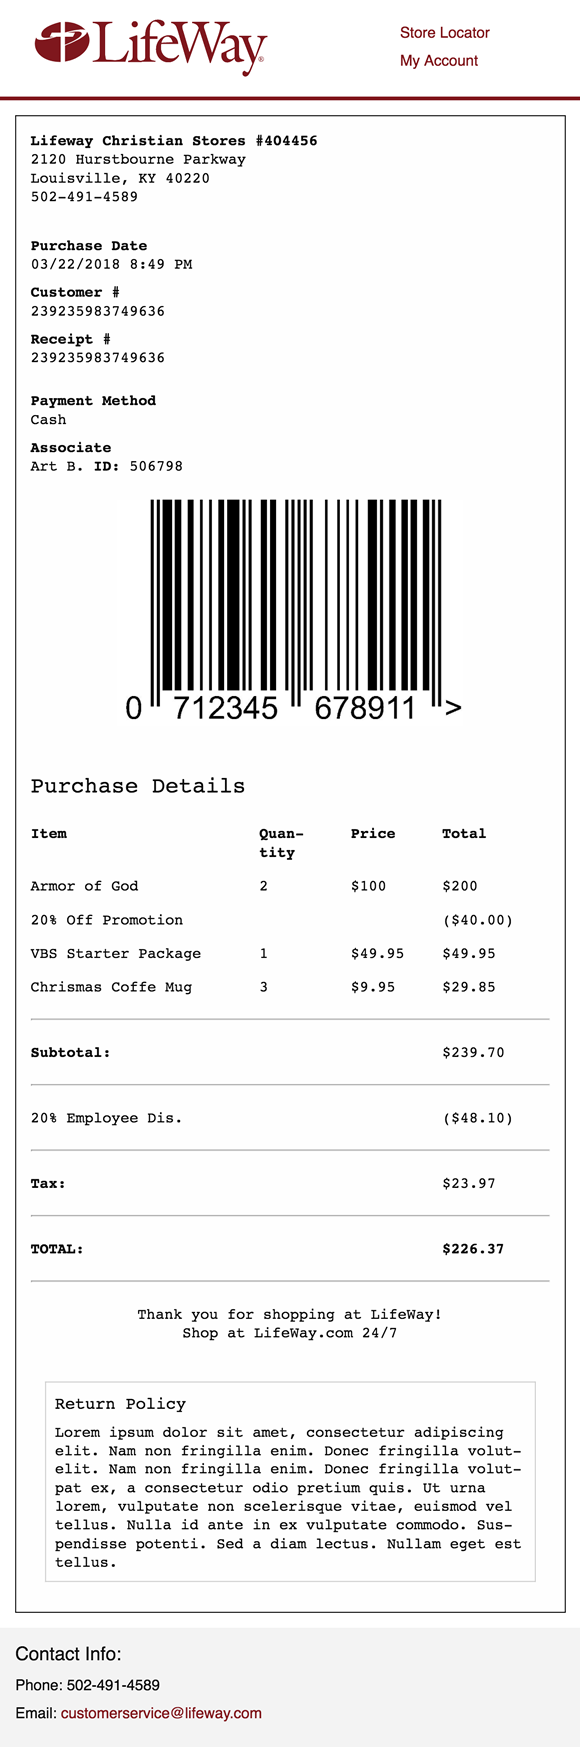 LifeWay®
Store Locator
My Account
Lifeway Christian Stores #404456
2120 Hurstbourne Parkway
Louisville, KY 40220
502-491-4589
Purchase Date
03/22/2018 8:49 PM
Customer #
239235983749636
Receipt #
239235983749636
Payment Method
Cash
Associate
Art B. ID: 506798
0 712345 678911 >
Purchase Details
Item Quan-tity Price Total
Armor of God 2 $100 $200
20% Off Promotion ($40.00)
VBS Starter Package 1 $49.95 $49.95
Chrismas Coffe Mug 3 $9.95 $29.85
Subtotal: $239.70
20% Employee Dis. ($48.10)
Tax: $23.97
TOTAL: $226.37
Thank you for shopping at LifeWay!
Shop at LifeWay.com 24/7
Return Policy
Lorem ipsum dolor sit amet, consectetur adipiscing
elit. Nam non fringilla enim. Donec fringilla volut-
elit. Nam non fringilla enim. Donec fringilla volut-
pat ex, a consectetur odio pretium quis. Ut urna
lorem, vulputate non scelerisque vitae, euismod vel
tellus. Nulla id ante in ex vulputate commodo. Sus-
pendisse potenti. Sed a diam lectus. Nullam eget est
tellus.
Contact Info:
Phone: 502-491-4589
Email: customerservice@lifeway.com